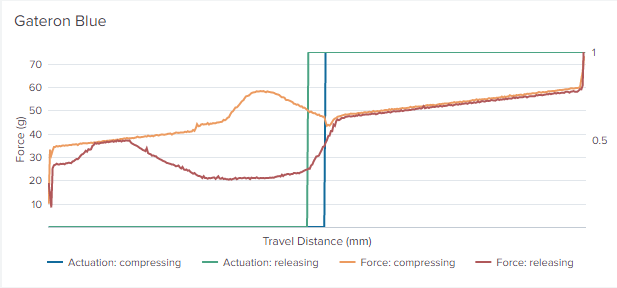 Gateron Blue
70
60
50
40
30
20
10
Force (g)
1
0.5
Travel Distance (mm)
Actuation: compressing
Actuation: releasing
Force: compressing
Force: releasing